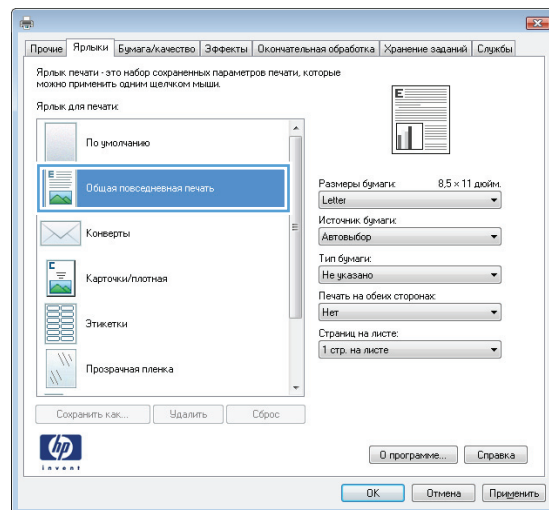 Прочие Ярлыки Бумага/качество Эффекты Окончательная обработка Хранение заданий Службы
Ярлык печати - это набор сохраненных параметров печати, которые
можно применить одним щелчком мыши.
Ярлык для печати:
По умолчанию
Общая повседневная печать
Конверты
Карточки/плотная
Этикетки
Прозрачная пленка
Сохранить как... Удалить Сброс
E
Размеры бумаги: 8,5 × 11 дюйм.
Letter
Источник бумаги:
Автовыбор
Тип бумаги:
Не указано
Печать на обеих сторонах:
Нет
Страниц на листе:
1 стр. на листе
hp
invent
О программе... Справка
OK Отмена Применить